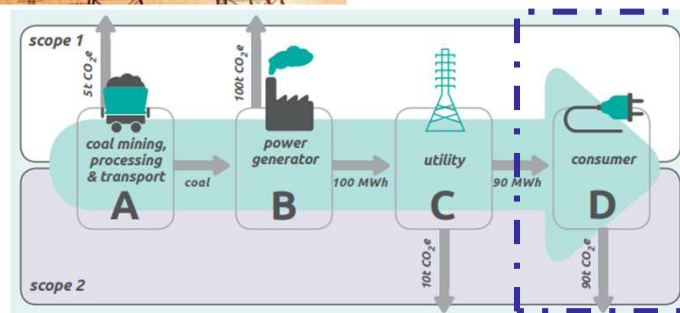 scope 1
5t CO₂e
100t CO₂e
coal mining,
processing
& transport
A
coal
power
generator
B
100 MWh
utility
C
90 MWh
consumer
D
scope 2
10t CO₂e
90t CO₂e